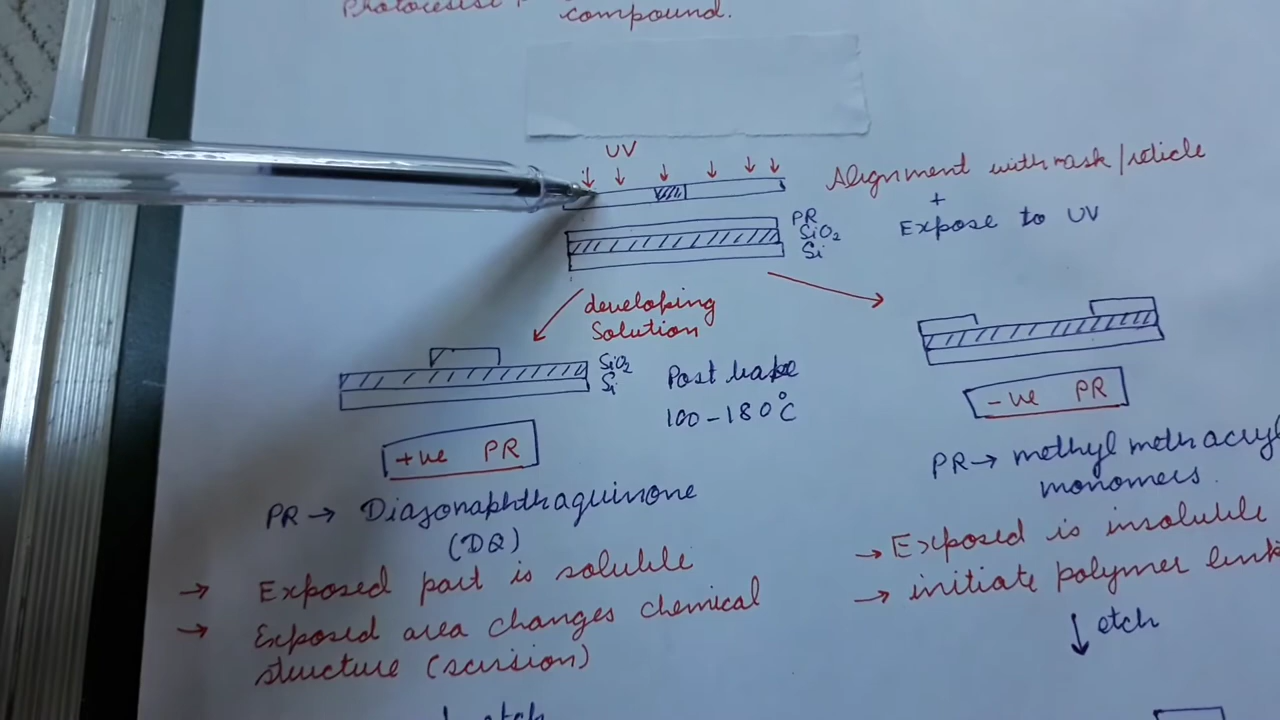 Photoresist
compound.
UV
Alignment with mask/reticle
+
Expose to UV
PR
SiO2
Si
developing
solution
SiO2
Si
Post bake
100-180°C
+ve PR
-ve PR
PR → Diazonaphthaquinone
(DQ)
→ Exposed part is soluble
→ Exposed area changes chemical
structure (scission)
PR → methyl methacryl
monomers.
→ Exposed is insoluble
→ initiate polymer link
↓ etch
↓ etch